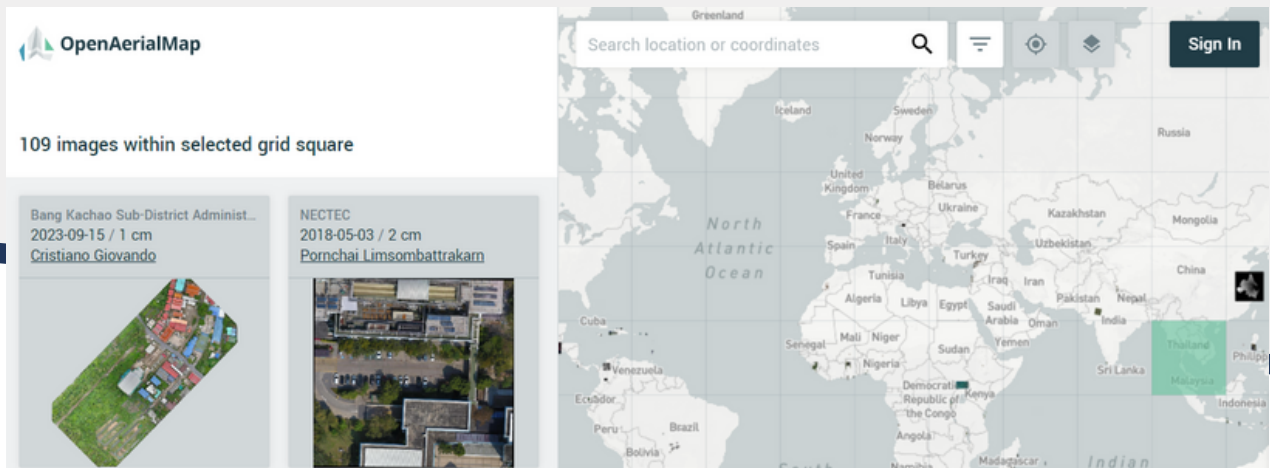 OpenAerialMap
109 images within selected grid square
Bang Kachao Sub-District Administ...
2023-09-15 / 1 cm
Cristiano Giovando
NECTEC
2018-05-03 / 2 cm
Pornchai Limsombattrakarn
Search location or coordinates
Sign In
Greenland
Iceland
Sweden
Norway
Russia
United
Kingdom
Belarus
France
Ukraine
Kazakhstan
Mongolia
North
Atlantic
Ocean
Spain
Italy
Turkey
Uzbekistan
China
Tunisia
Iraq
Iran
Algeria
Libya
Egypt
Saudi
Arabia
Pakistan
Nepal
Cuba
Oman
India
Senegal
Mali
Niger
Sudan
Yemen
Thailand
Philipp
Venezuela
Nigeria
Sri Lanka
Malaysia
Ecuador
Democrati
Republic of
the Congo
Kenya
Indonesia
Peru
Brazil
Angola
Bolivia
South
Namibia
Madagascar
Indian